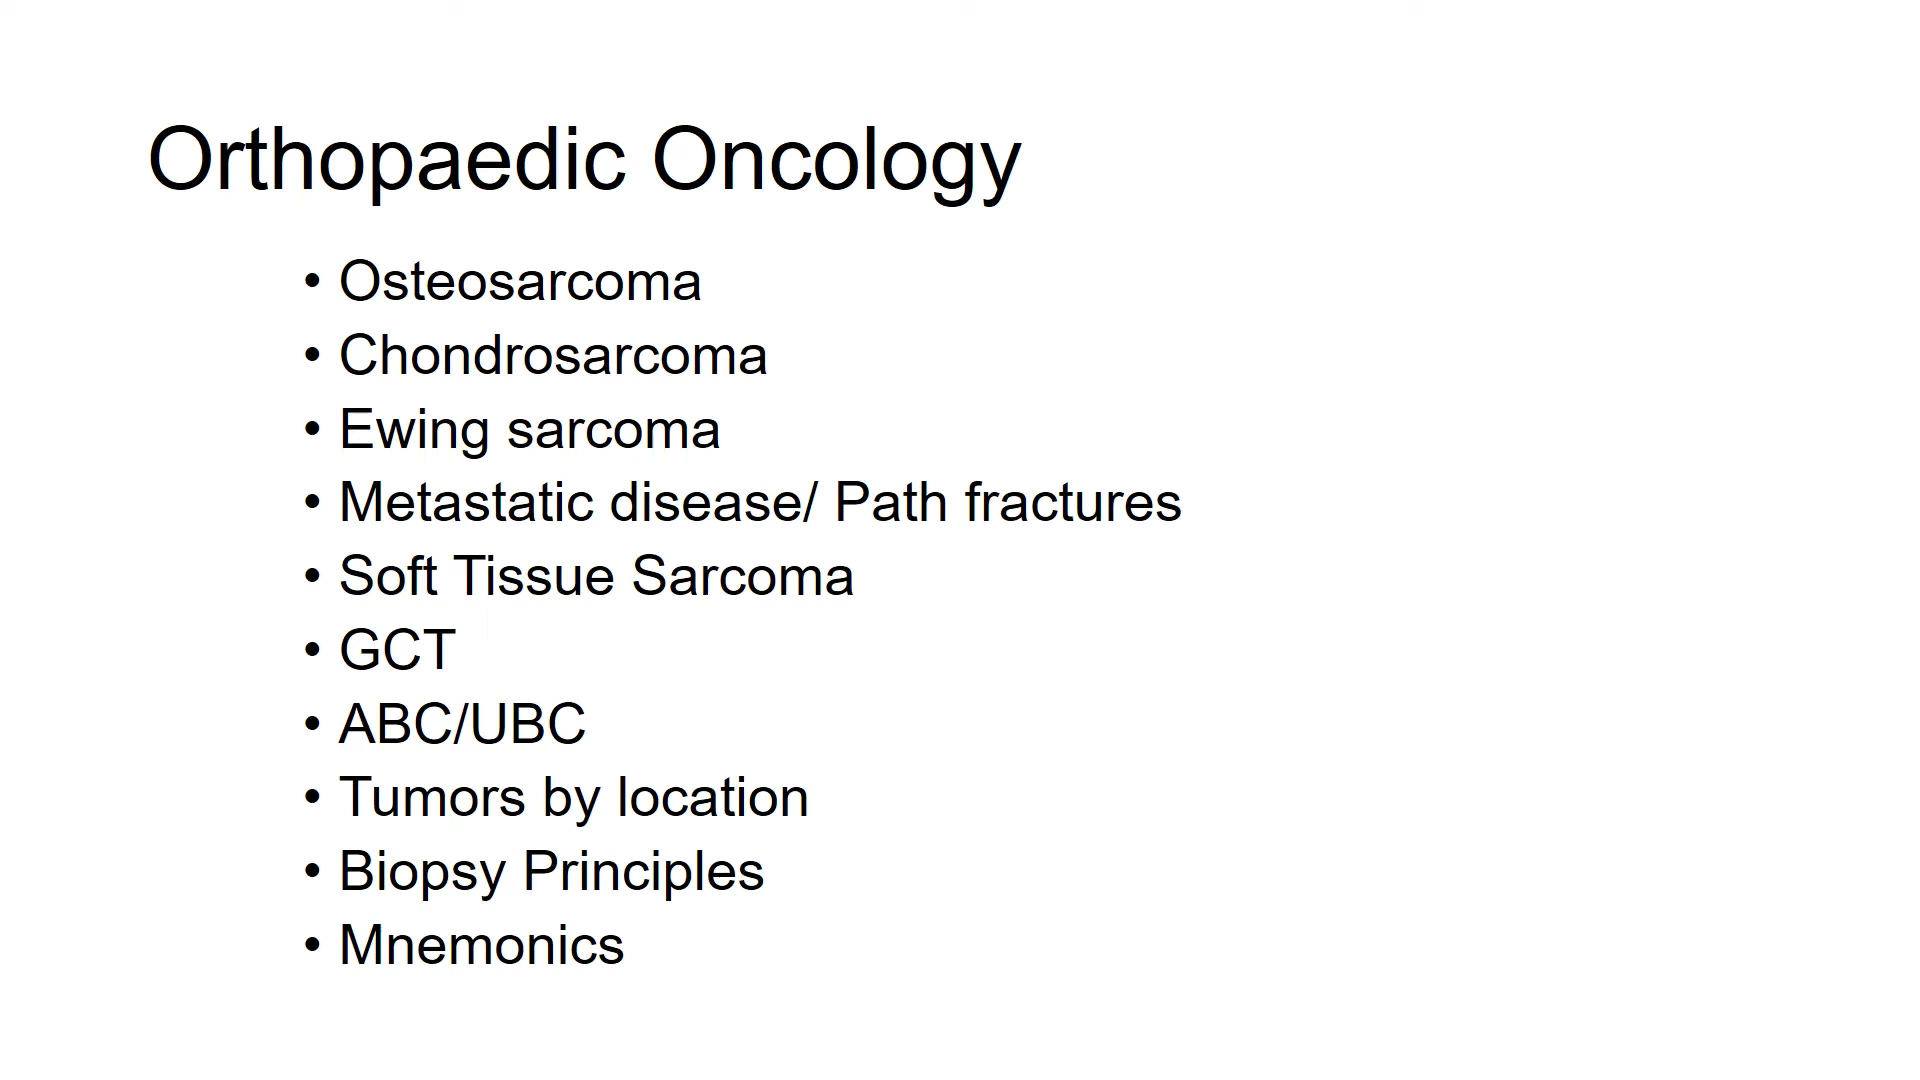 Orthopaedic Oncology
• Osteosarcoma
• Chondrosarcoma
• Ewing sarcoma
• Metastatic disease/ Path fractures
• Soft Tissue Sarcoma
• GCT
• ABC/UBC
• Tumors by location
• Biopsy Principles
• Mnemonics